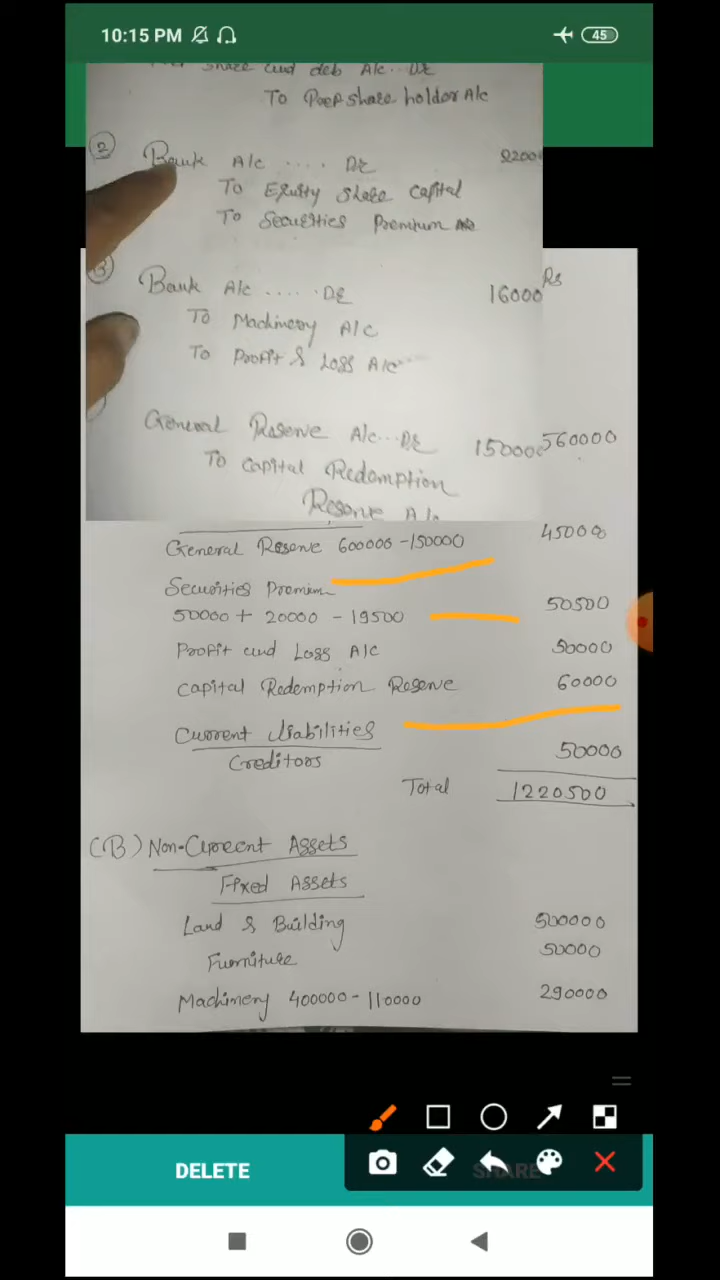 10:15 PM
45
share and deb A/c.. Dr
To Pref share holder A/c
2 Bank A/c .... Dr 2200
To Equity Share Capital
To Securities Premium A/c
Rs
3 Bank A/c ..... Dr 16000
To Machinery A/c
To Profit & Loss A/c
General Reserve A/c...Dr 150000 560000
To Capital Redemption
Reserve A/c
General Reserve 600000 - 150000 450000
Securities Premium
50000 + 20000 - 19500 50500
Profit and Loss A/c 50000
Capital Redemption Reserve 60000
Current Liabilities
Creditors 50000
Total 1220500
(B) Non-Current Assets
Fixed Assets
Land & Building 500000
Furniture 50000
Machinery 400000 - 110000 290000
DELETE
SHARE